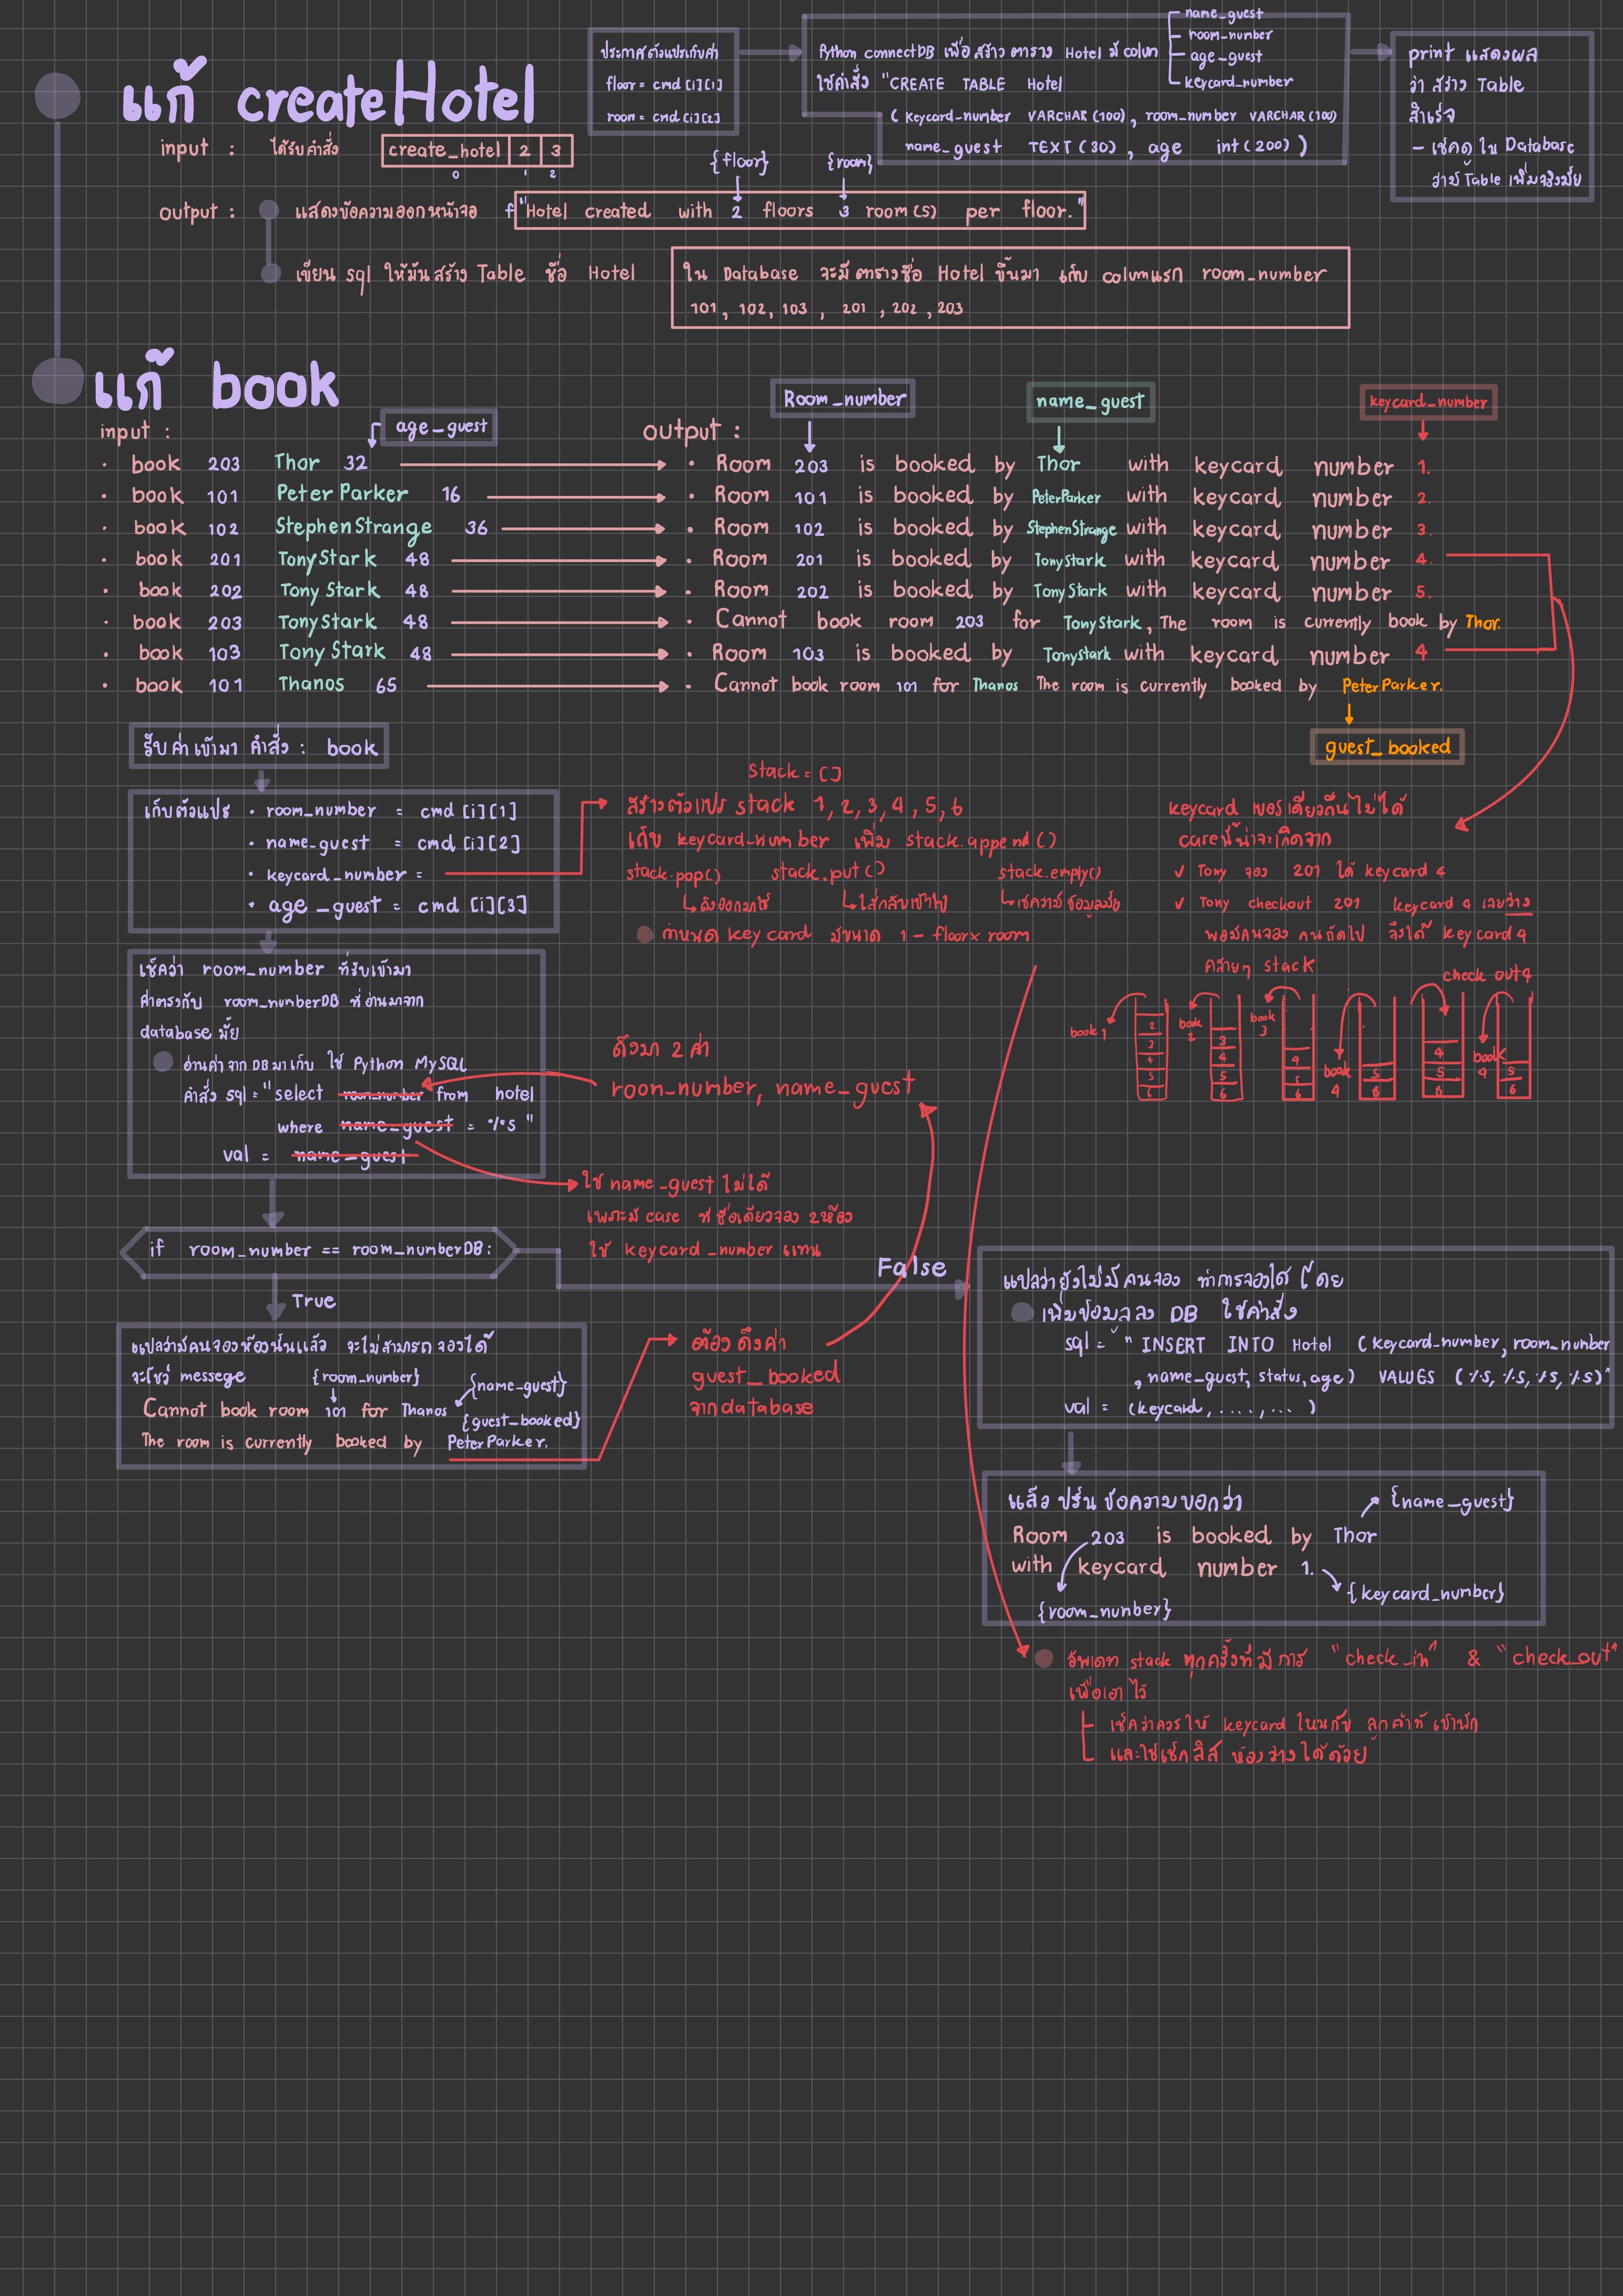 แก้ createHotel
input : ได้รับคำสั่ง create_hotel 2 3
0 1 2
ประกาศตัวแปรเก็บค่า
floor = cmd [i][1]
room = cmd [i][2]
Python connectDB เพื่อสร้าง ตาราง Hotel มี colum
name_guest
room_number
age_guest
keycard_number
ใช้คำสั่ง "CREATE TABLE Hotel
( keycard_number VARCHAR (100) , room_number VARCHAR (100)
name_guest TEXT (30) , age int (200) )
print แสดงผล
ว่า สร้าง Table
สำเร็จ
- เช็คดูใน Database
ว่ามี Table เพิ่มจริงมั้ย
{floor} {room}
output : แสดงข้อความออกหน้าจอ f"Hotel created with 2 floors 3 room(s) per floor."
เขียน sql ให้มันสร้าง Table ชื่อ Hotel
ใน Database จะมีตารางชื่อ Hotel ขึ้นมา เก็บ columแรก room_number
101 , 102, 103 , 201 , 202 , 203
แก้ book
input : age_guest
output : Room_number name_guest keycard_number
· book 203 Thor 32 · Room 203 is booked by Thor with keycard number 1.
· book 101 Peter Parker 16 · Room 101 is booked by PeterParker with keycard number 2.
· book 102 StephenStrange 36 · Room 102 is booked by StephenStrange with keycard number 3.
· book 201 TonyStark 48 · Room 201 is booked by TonyStark with keycard number 4.
· book 202 TonyStark 48 · Room 202 is booked by TonyStark with keycard number 5.
· book 203 TonyStark 48 · Cannot book room 203 for TonyStark, The room is currently book by Thor.
· book 103 Tony Stark 48 · Room 103 is booked by Tonystark with keycard number 4
· book 101 Thanos 65 · Cannot book room 101 for Thanos The room is currently booked by PeterParker.
guest_booked
รับค่าเข้ามา คำสั่ง : book
เก็บตัวแปร · room_number = cmd [i][1]
· name_guest = cmd [i][2]
· keycard_number =
· age_guest = cmd [i][3]
Stack = []
สร้างตัวแปร stack 1, 2, 3, 4 , 5, 6
เก็บ keycard_number เพิ่ม stack.append ()
stack.pop() stack.put() stack.empty()
ดึงออกมาใช้ ใส่กลับเข้าไป เช็คว่ามีข้อมูลมั้ย
กำหนด key card มีขนาด 1 - floor x room
keycard เบอร์เดียวกันไม่ได้
caseนี้น่าจะเกิดจาก
✓ Tony จอง 201 ได้ keycard 4
✓ Tony checkout 201 keycard 4 เลยว่าง
พอมีคนจอง คนถัดไป จึงได้ key card 4
คล้ายๆ stack
check out 4
book 1
book 2
book 3
book 4
book 4
2 3 4 5 6
3 4 5 6
4 5 6
5 6
4 5 6
5 6
เช็คว่า room_number ที่รับเข้ามา
ค่าตรงกับ room_numberDB ที่อ่านมาจาก
database มั้ย
อ่านค่าจาก DB มาเก็บ ใช้ Python MySQL
คำสั่ง sql = "select room_number from hotel
where name_guest = %s "
val = name_guest
ดึงมา 2 ค่า
room_number, name_guest
ใช้ name_guest ไม่ได้
เพราะมี case ที่ชื่อเดียวจอง 2ห้อง
ใช้ keycard_number แทน
if room_number == room_numberDB :
True
False
แปลว่ามีคนจองห้องนั้นแล้ว จะไม่สามารถจองได้
จะโชว์ messege {room_number} {name_guest}
Cannot book room 101 for Thanos {guest_booked}
The room is currently booked by PeterParker.
ต้องดึงค่า
guest_booked
จาก database
แปลว่ายังไม่มีคนจอง ทำการจองได้ โดย
เพิ่มข้อมูลลง DB ใช้คำสั่ง
sql = " INSERT INTO Hotel (keycard_number, room_number
, name_guest, status, age) VALUES (%s, %s, %s, %s)"
val = (keycard, ...., ... )
แล้ว ปริ้น ข้อความบอกว่า {name_guest}
Room 203 is booked by Thor
with keycard number 1.
{room_number} {keycard_number}
อัพเดท stack ทุกครั้งที่มีการ "check_in" & "check_out"
เพื่อเอาไว้
เช็คว่าควรให้ keycard ไหนกับ ลูกค้าที่เข้าพัก
และใช้เช็คลิส ห้องว่างได้ด้วย